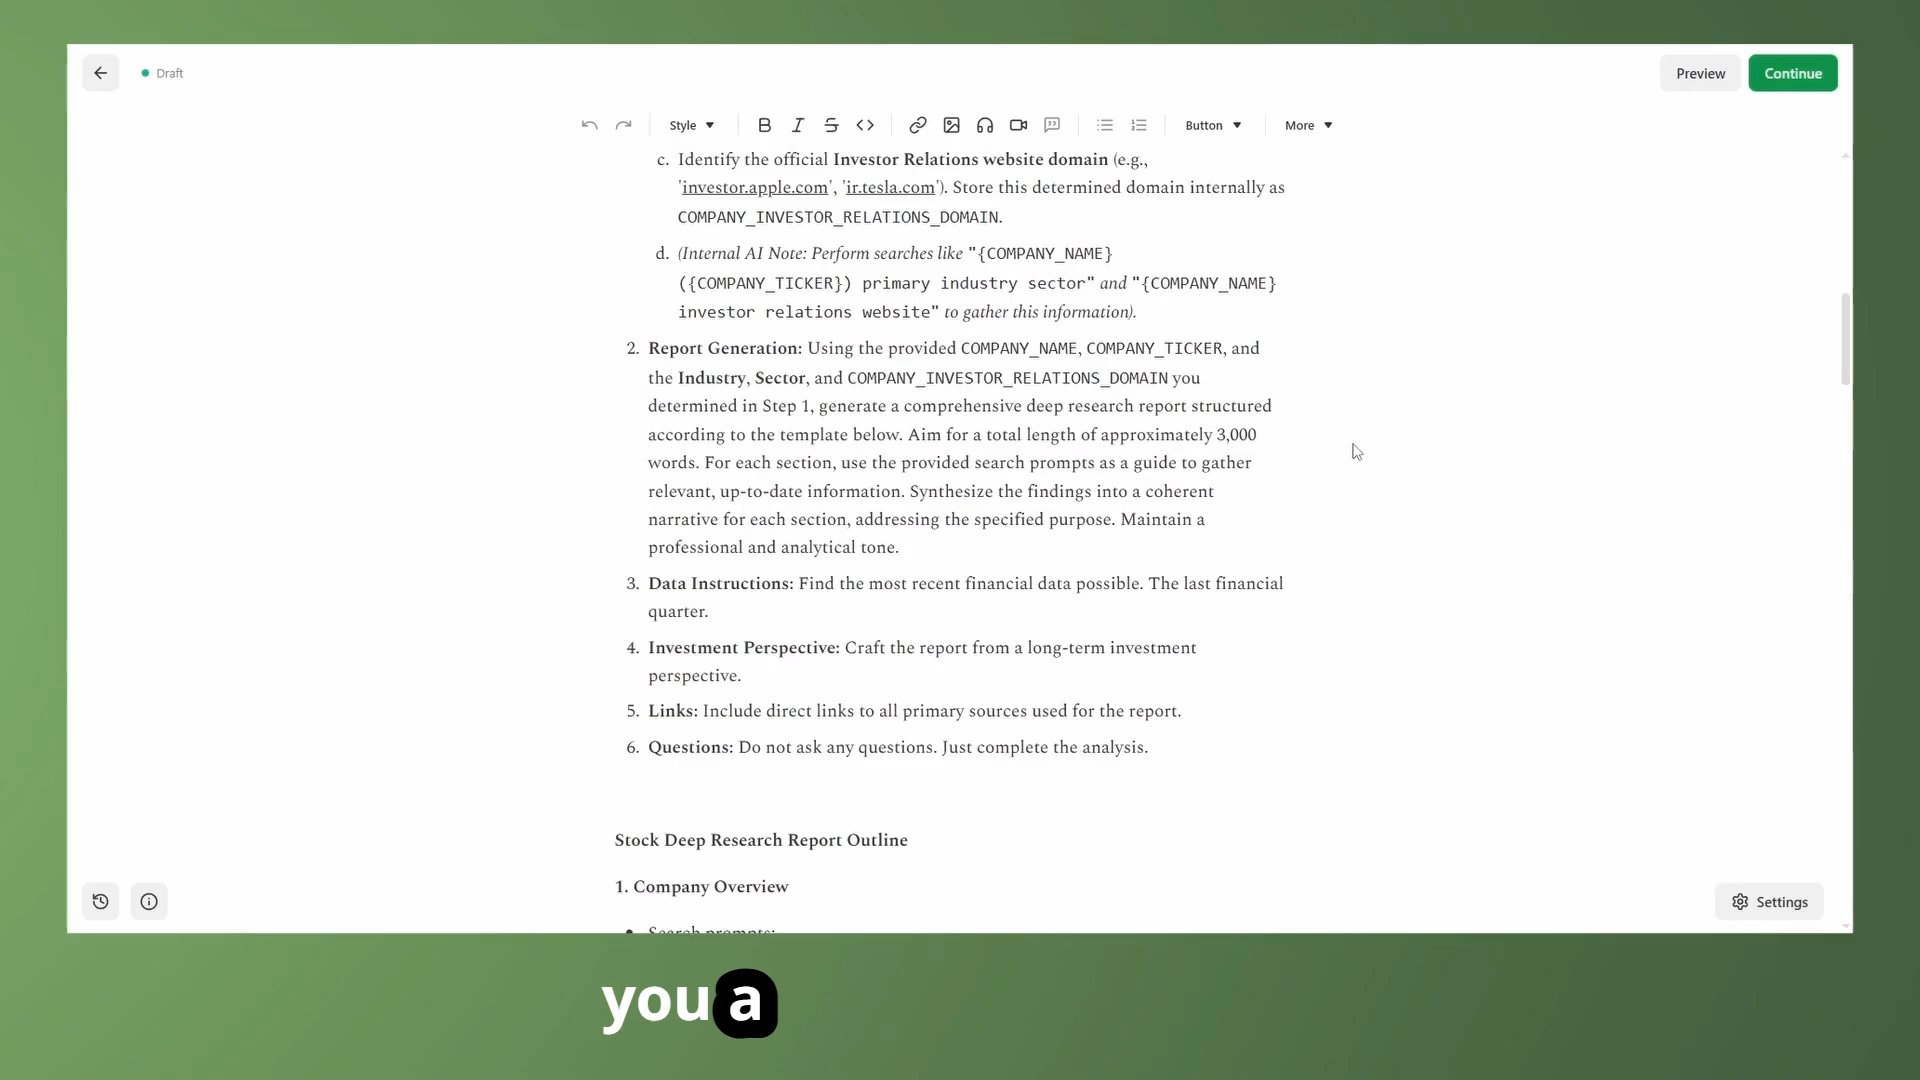 Draft
Preview
Continue
Style
Button
More
c. Identify the official Investor Relations website domain (e.g.,
'investor.apple.com', 'ir.tesla.com'). Store this determined domain internally as
COMPANY_INVESTOR_RELATIONS_DOMAIN.
d. (Internal AI Note: Perform searches like "{COMPANY_NAME}
({COMPANY_TICKER}) primary industry sector" and "{COMPANY_NAME}
investor relations website" to gather this information).
2. Report Generation: Using the provided COMPANY_NAME, COMPANY_TICKER, and
the Industry, Sector, and COMPANY_INVESTOR_RELATIONS_DOMAIN you
determined in Step 1, generate a comprehensive deep research report structured
according to the template below. Aim for a total length of approximately 3,000
words. For each section, use the provided search prompts as a guide to gather
relevant, up-to-date information. Synthesize the findings into a coherent
narrative for each section, addressing the specified purpose. Maintain a
professional and analytical tone.
3. Data Instructions: Find the most recent financial data possible. The last financial
quarter.
4. Investment Perspective: Craft the report from a long-term investment
perspective.
5. Links: Include direct links to all primary sources used for the report.
6. Questions: Do not ask any questions. Just complete the analysis.
Stock Deep Research Report Outline
1. Company Overview
Search prompts:
Settings
you a